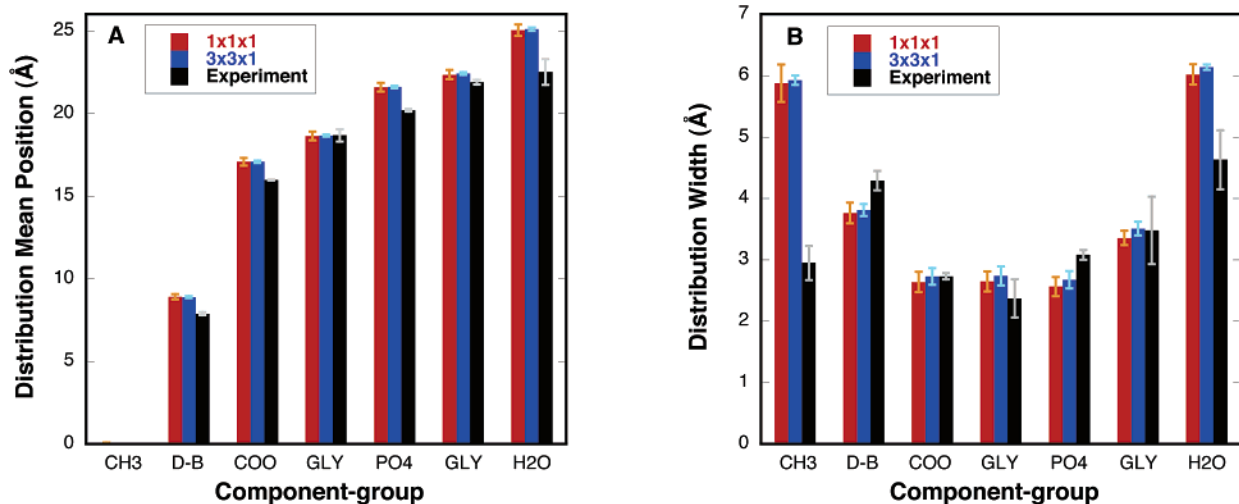 A
1x1x1
3x3x1
Experiment
Distribution Mean Position (Å)
25
20
15
10
5
0
CH3 D-B COO GLY PO4 GLY H2O
Component-group
B
1x1x1
3x3x1
Experiment
Distribution Width (Å)
7
6
5
4
3
2
1
0
CH3 D-B COO GLY PO4 GLY H2O
Component-group